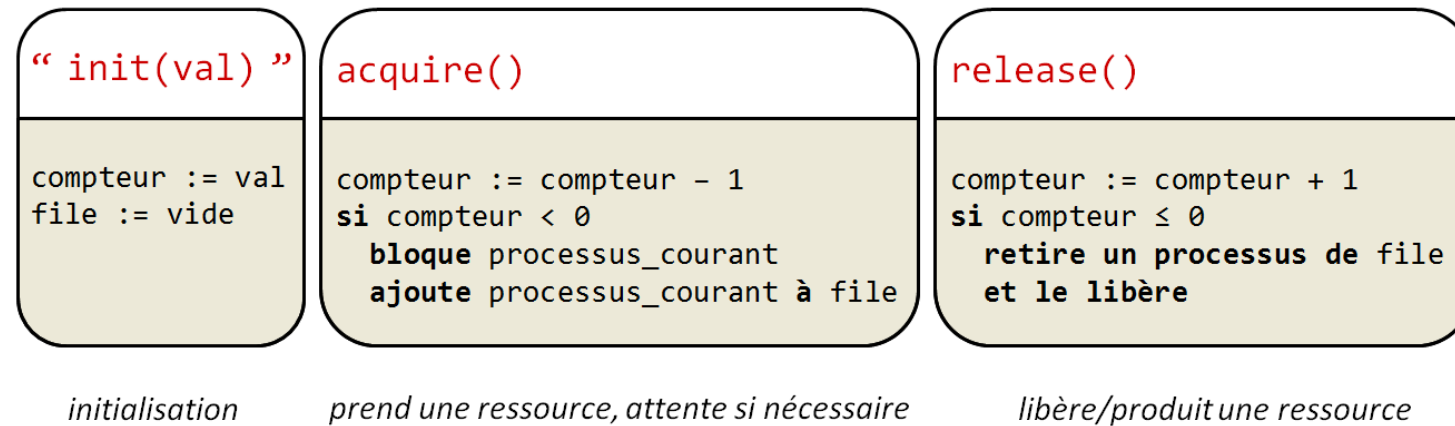 “ init(val) ”
compteur := val
file := vide
initialisation
acquire()
compteur := compteur – 1
si compteur < 0
bloque processus_courant
ajoute processus_courant à file
prend une ressource, attente si nécessaire
release()
compteur := compteur + 1
si compteur ≤ 0
retire un processus de file
et le libère
libère/produit une ressource